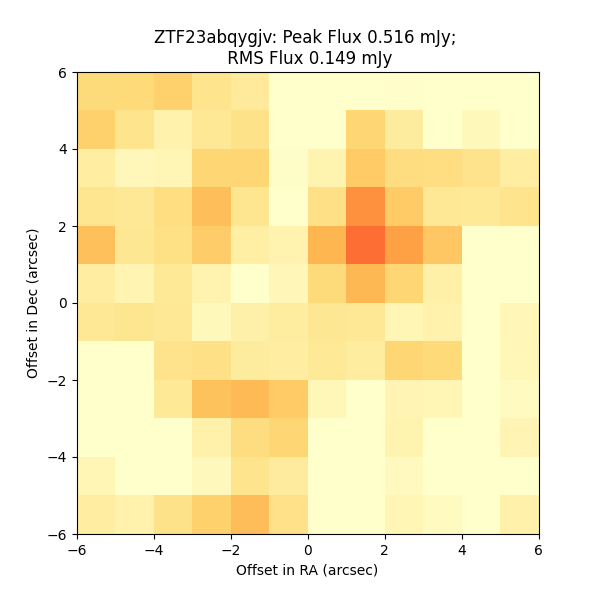 ZTF23abqygjv: Peak Flux 0.516 mJy;
RMS Flux 0.149 mJy
6
4
2
0
−2
−4
−6
Offset in Dec (arcsec)
−6 −4 −2 0 2 4 6
Offset in RA (arcsec)